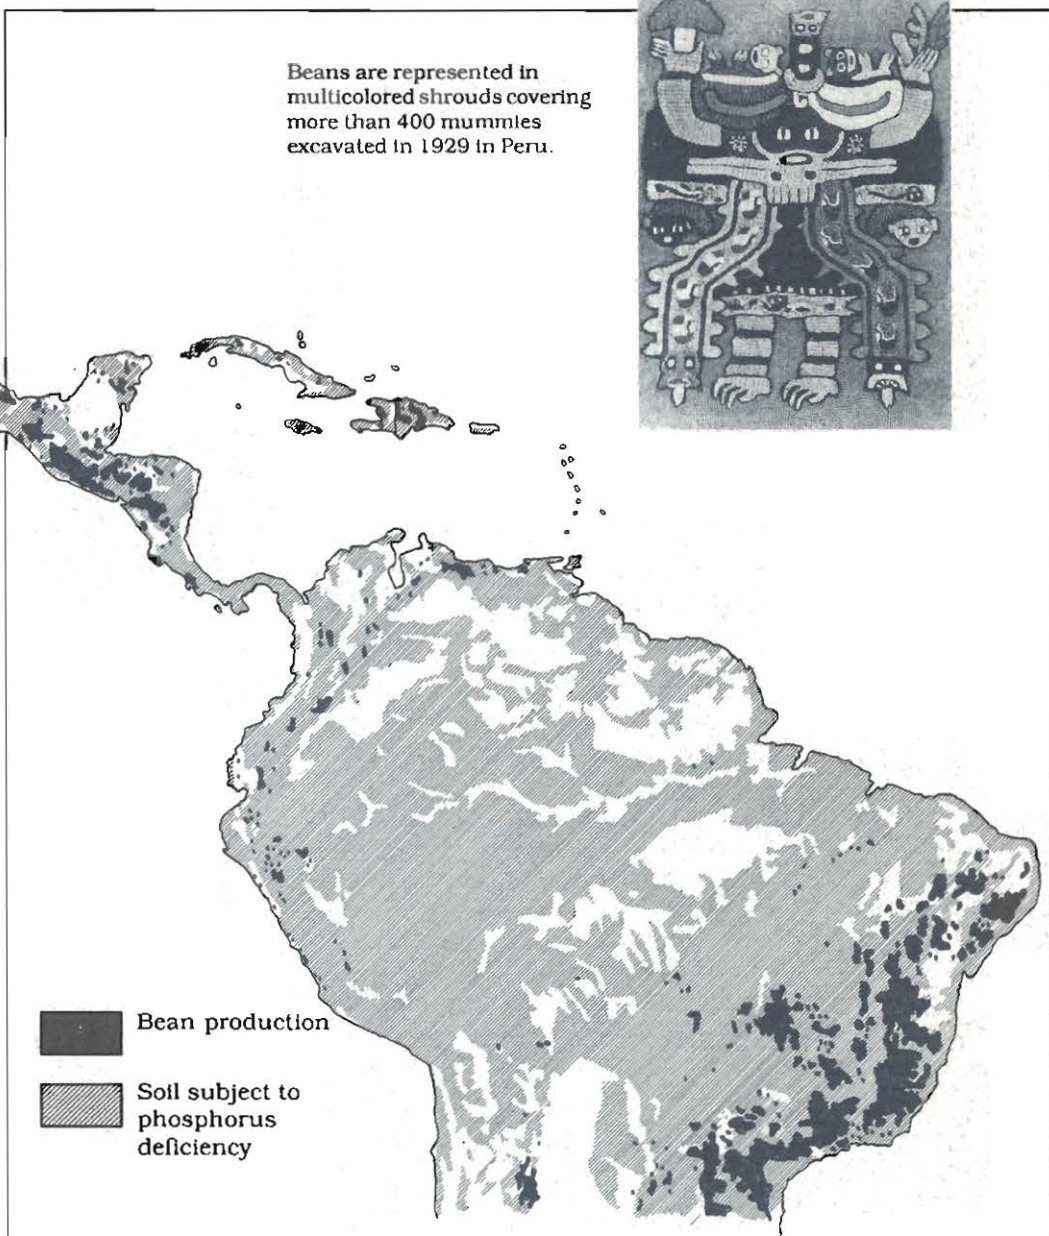 Beans are represented in
multicolored shrouds covering
more than 400 mummies
excavated in 1929 in Peru.
Bean production
Soil subject to
phosphorus
deficiency